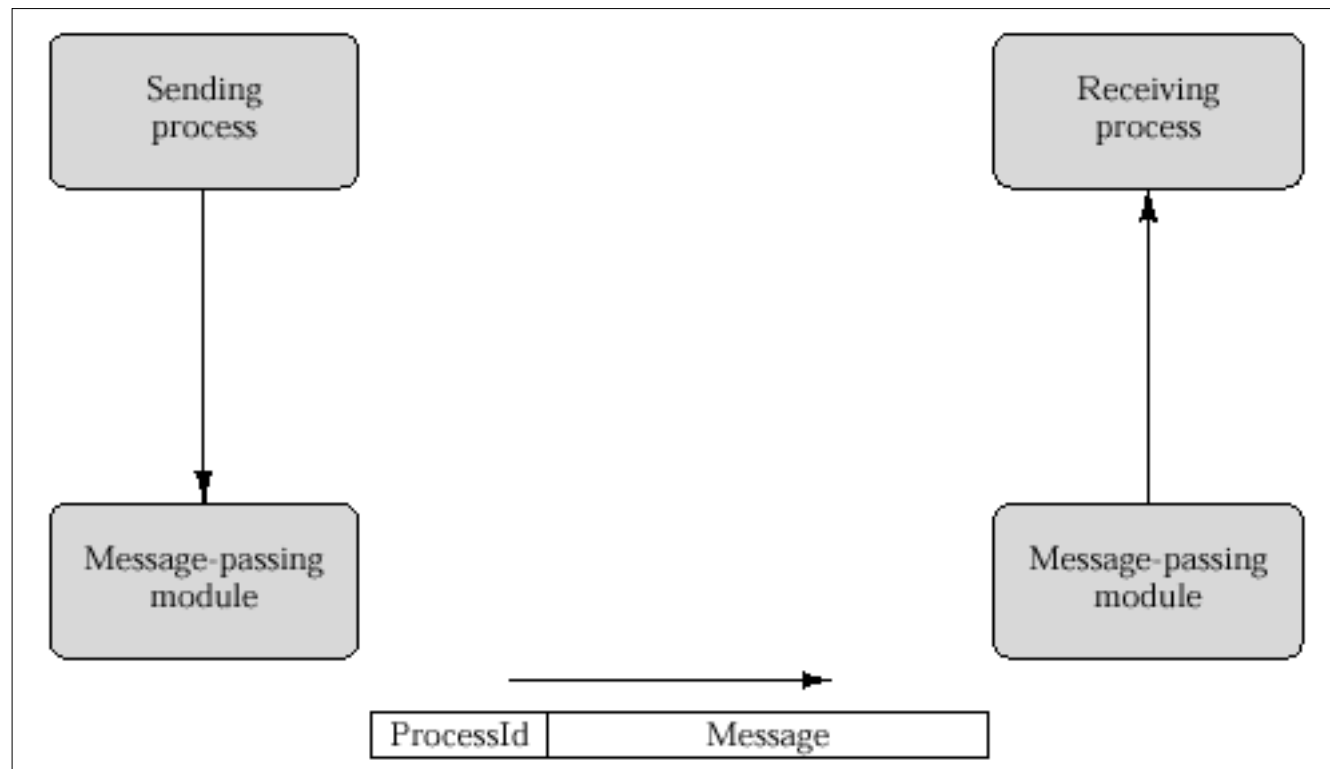 Sending
process
Receiving
process
Message-passing
module
Message-passing
module
ProcessId
Message